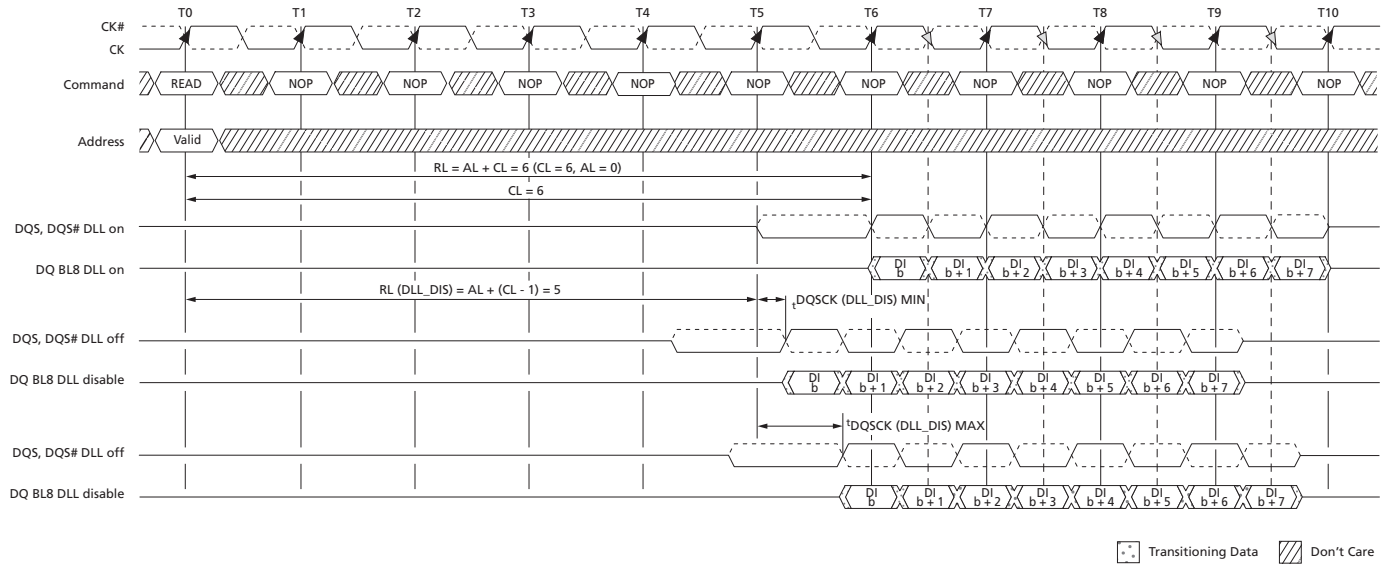 T0 T1 T2 T3 T4 T5 T6 T7 T8 T9 T10
CK#
CK
Command READ NOP NOP NOP NOP NOP NOP NOP NOP NOP NOP
Address Valid
RL = AL + CL = 6 (CL = 6, AL = 0)
CL = 6
DQS, DQS# DLL on
DQ BL8 DLL on DI b DI b + 1 DI b + 2 DI b + 3 DI b + 4 DI b + 5 DI b + 6 DI b + 7
RL (DLL_DIS) = AL + (CL - 1) = 5 tDQSCK (DLL_DIS) MIN
DQS, DQS# DLL off
DQ BL8 DLL disable DI b DI b + 1 DI b + 2 DI b + 3 DI b + 4 DI b + 5 DI b + 6 DI b + 7
tDQSCK (DLL_DIS) MAX
DQS, DQS# DLL off
DQ BL8 DLL disable DI b DI b + 1 DI b + 2 DI b + 3 DI b + 4 DI b + 5 DI b + 6 DI b + 7
Transitioning Data Don't Care